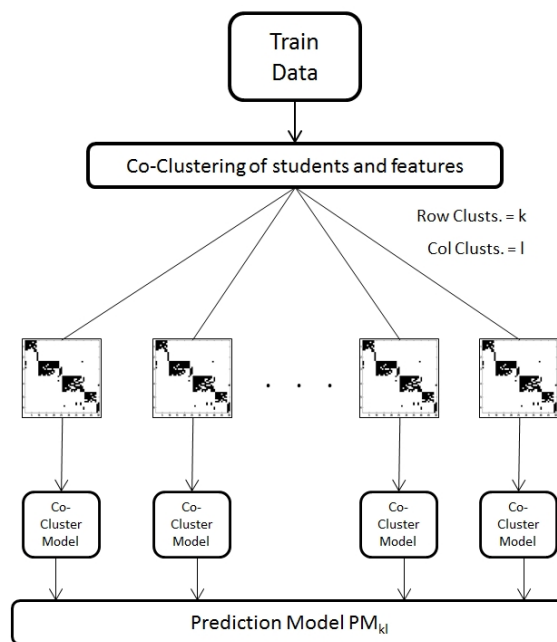 Train
Data
Co-Clustering of students and features
Row Clusts. = k
Col Clusts. = l
. . .
Co-
Cluster
Model
Co-
Cluster
Model
Co-
Cluster
Model
Co-
Cluster
Model
Prediction Model PMkl